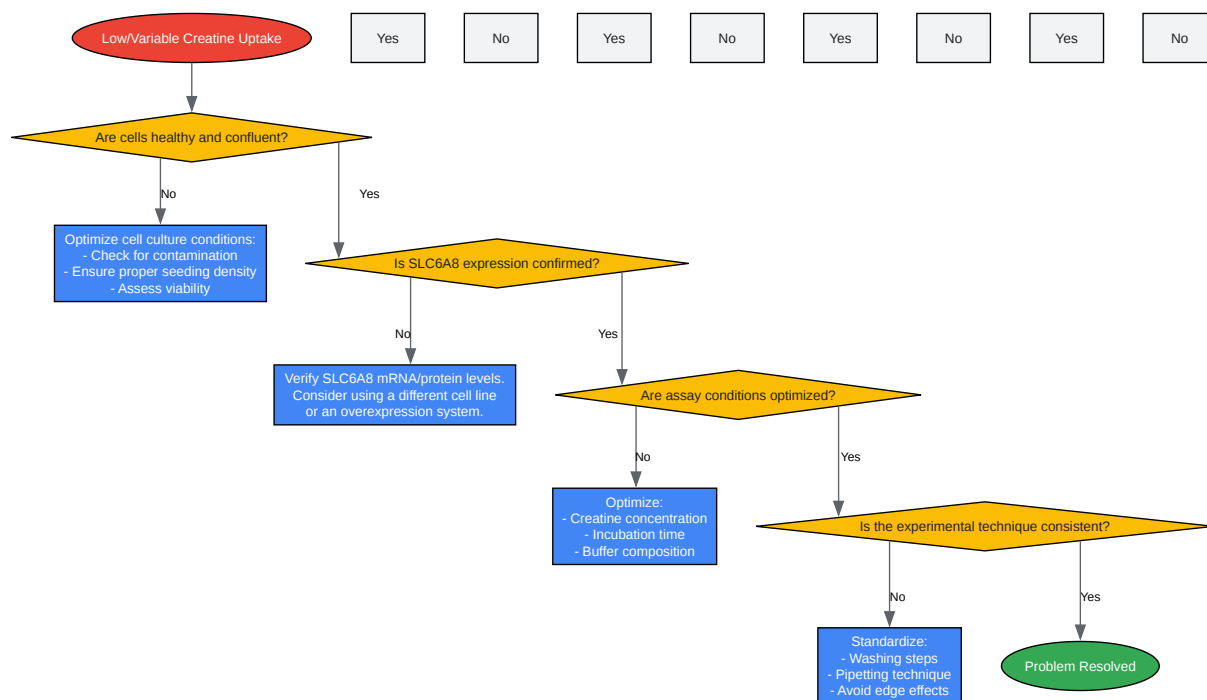 Low/Variable Creatine Uptake
Yes
No
Yes
No
Yes
No
Yes
No
Are cells healthy and confluent?
No
Yes
Optimize cell culture conditions:
- Check for contamination
- Ensure proper seeding density
- Assess viability
Is SLC6A8 expression confirmed?
No
Yes
Verify SLC6A8 mRNA/protein levels.
Consider using a different cell line
or an overexpression system.
Are assay conditions optimized?
No
Yes
Optimize:
- Creatine concentration
- Incubation time
- Buffer composition
Is the experimental technique consistent?
No
Yes
Standardize:
- Washing steps
- Pipetting technique
- Avoid edge effects
Problem Resolved